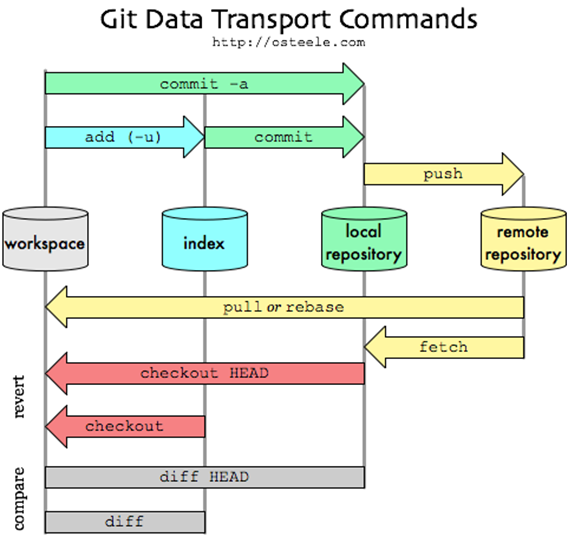 Git Data Transport Commands
http://osteele.com
commit -a
add (-u)
commit
push
workspace
index
local
repository
remote
repository
pull or rebase
fetch
revert
checkout HEAD
checkout
compare
diff HEAD
diff